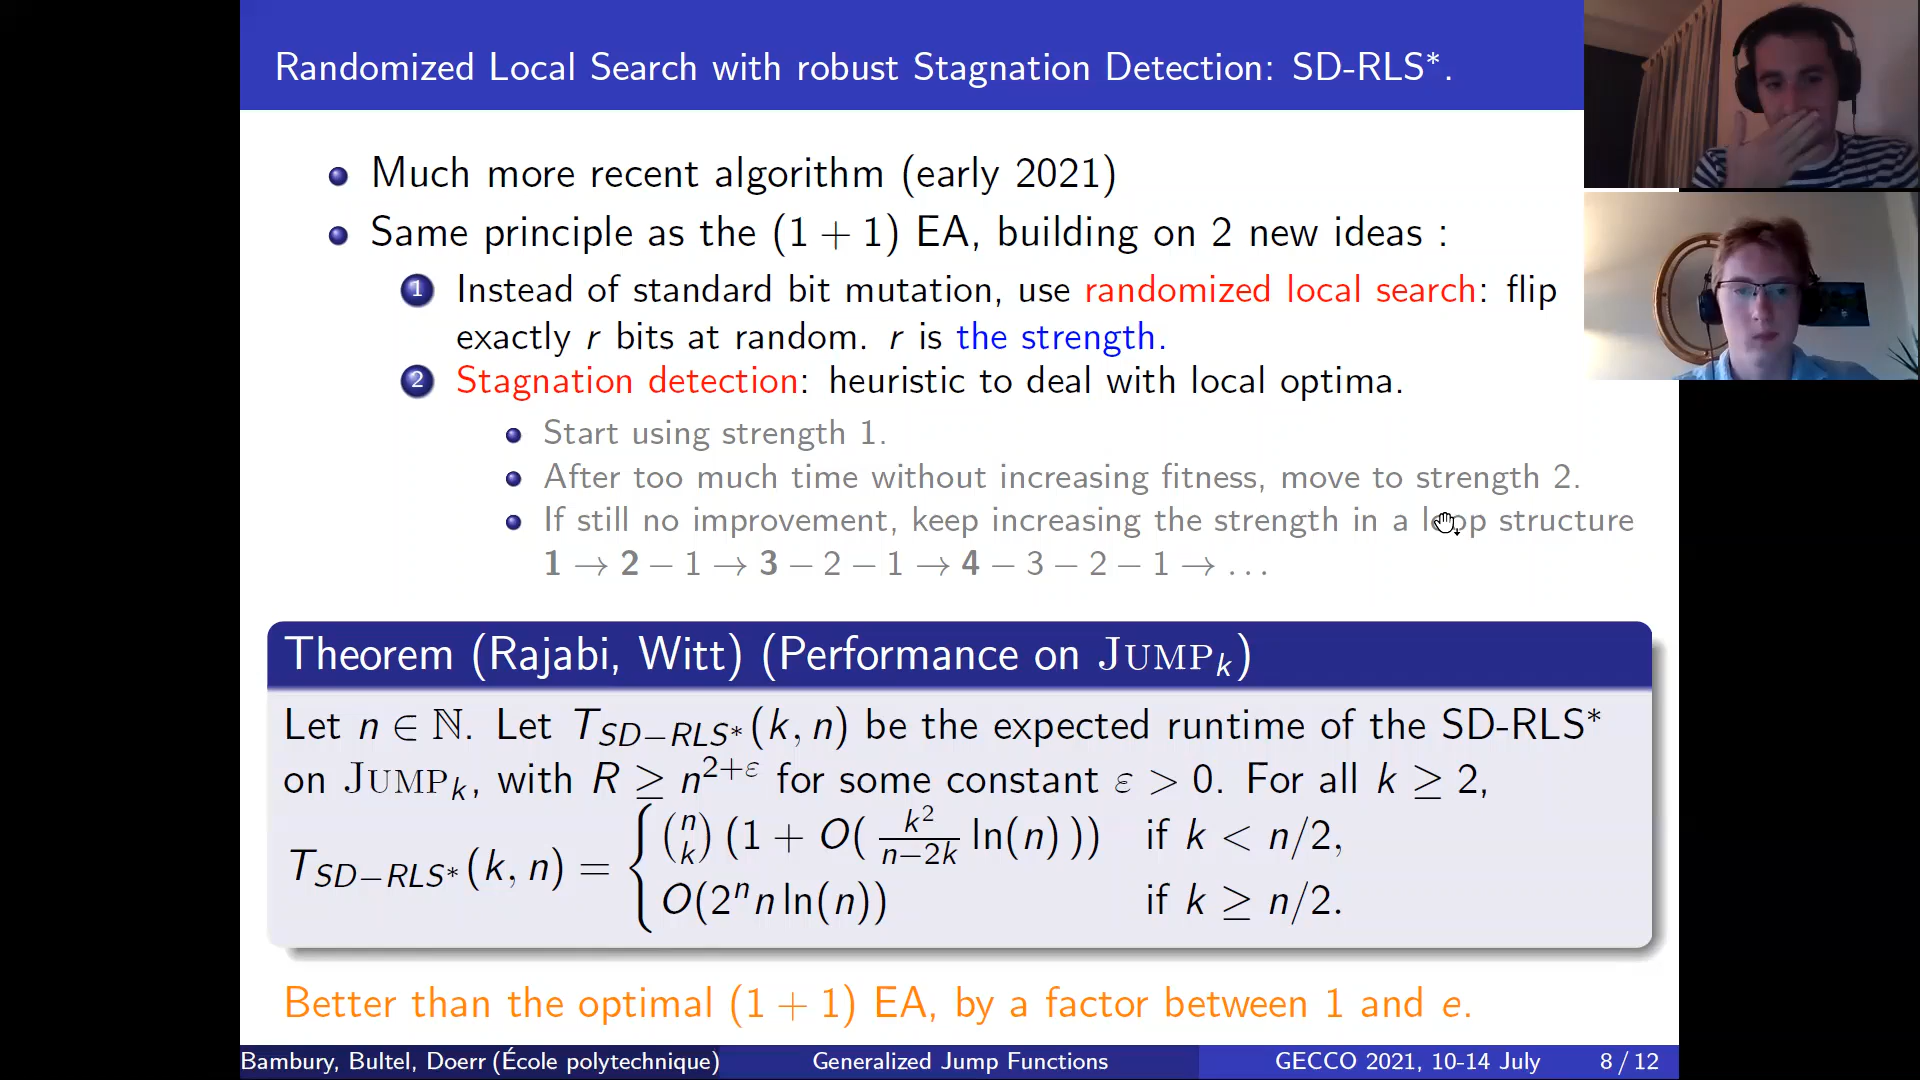 Randomized Local Search with robust Stagnation Detection: SD-RLS*.
Much more recent algorithm (early 2021)
Same principle as the (1 + 1) EA, building on 2 new ideas :
1 Instead of standard bit mutation, use randomized local search: flip
exactly r bits at random. r is the strength.
2 Stagnation detection: heuristic to deal with local optima.
Start using strength 1.
After too much time without increasing fitness, move to strength 2.
If still no improvement, keep increasing the strength in a loop structure
1 → 2 − 1 → 3 − 2 − 1 → 4 − 3 − 2 − 1 → ...
Theorem (Rajabi, Witt) (Performance on JUMP_k)
Let n ∈ ℕ. Let T_{SD−RLS*}(k, n) be the expected runtime of the SD-RLS*
on JUMP_k, with R ≥ n^{2+ε} for some constant ε > 0. For all k ≥ 2,
T_{SD−RLS*}(k, n) = { \binom{n}{k} (1 + O( \frac{k^2}{n−2k} ln(n) )) if k < n/2,
O(2^n n ln(n)) if k ≥ n/2.
Better than the optimal (1 + 1) EA, by a factor between 1 and e.
Bambury, Bultel, Doerr (École polytechnique) Generalized Jump Functions GECCO 2021, 10-14 July 8 / 12